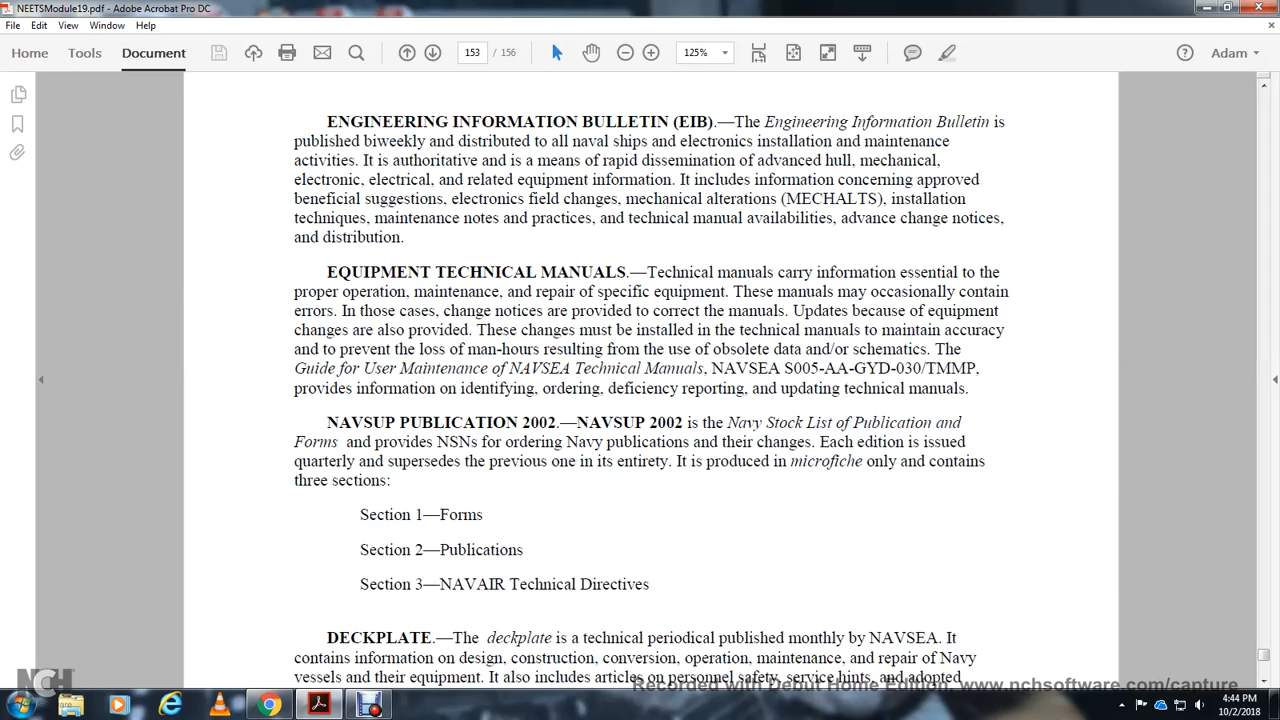 NEETSModule19.pdf - Adobe Acrobat Pro DC
File Edit View Window Help
Home Tools Document 153 / 156 125% Adam
ENGINEERING INFORMATION BULLETIN (EIB).—The Engineering Information Bulletin is
published biweekly and distributed to all naval ships and electronics installation and maintenance
activities. It is authoritative and is a means of rapid dissemination of advanced hull, mechanical,
electronic, electrical, and related equipment information. It includes information concerning approved
beneficial suggestions, electronics field changes, mechanical alterations (MECHALTS), installation
techniques, maintenance notes and practices, and technical manual availabilities, advance change notices,
and distribution.
EQUIPMENT TECHNICAL MANUALS.—Technical manuals carry information essential to the
proper operation, maintenance, and repair of specific equipment. These manuals may occasionally contain
errors. In those cases, change notices are provided to correct the manuals. Updates because of equipment
changes are also provided. These changes must be installed in the technical manuals to maintain accuracy
and to prevent the loss of man-hours resulting from the use of obsolete data and/or schematics. The
Guide for User Maintenance of NAVSEA Technical Manuals, NAVSEA S005-AA-GYD-030/TMMP,
provides information on identifying, ordering, deficiency reporting, and updating technical manuals.
NAVSUP PUBLICATION 2002.—NAVSUP 2002 is the Navy Stock List of Publication and
Forms and provides NSNs for ordering Navy publications and their changes. Each edition is issued
quarterly and supersedes the previous one in its entirety. It is produced in microfiche only and contains
three sections:
Section 1—Forms
Section 2—Publications
Section 3—NAVAIR Technical Directives
DECKPLATE.—The deckplate is a technical periodical published monthly by NAVSEA. It
contains information on design, construction, conversion, operation, maintenance, and repair of Navy
vessels and their equipment. It also includes articles on personnel safety, service hints, and adopted
Recorded with Debut Home Edition: www.nchsoftware.com/capture
NCH
4:44 PM
10/2/2018